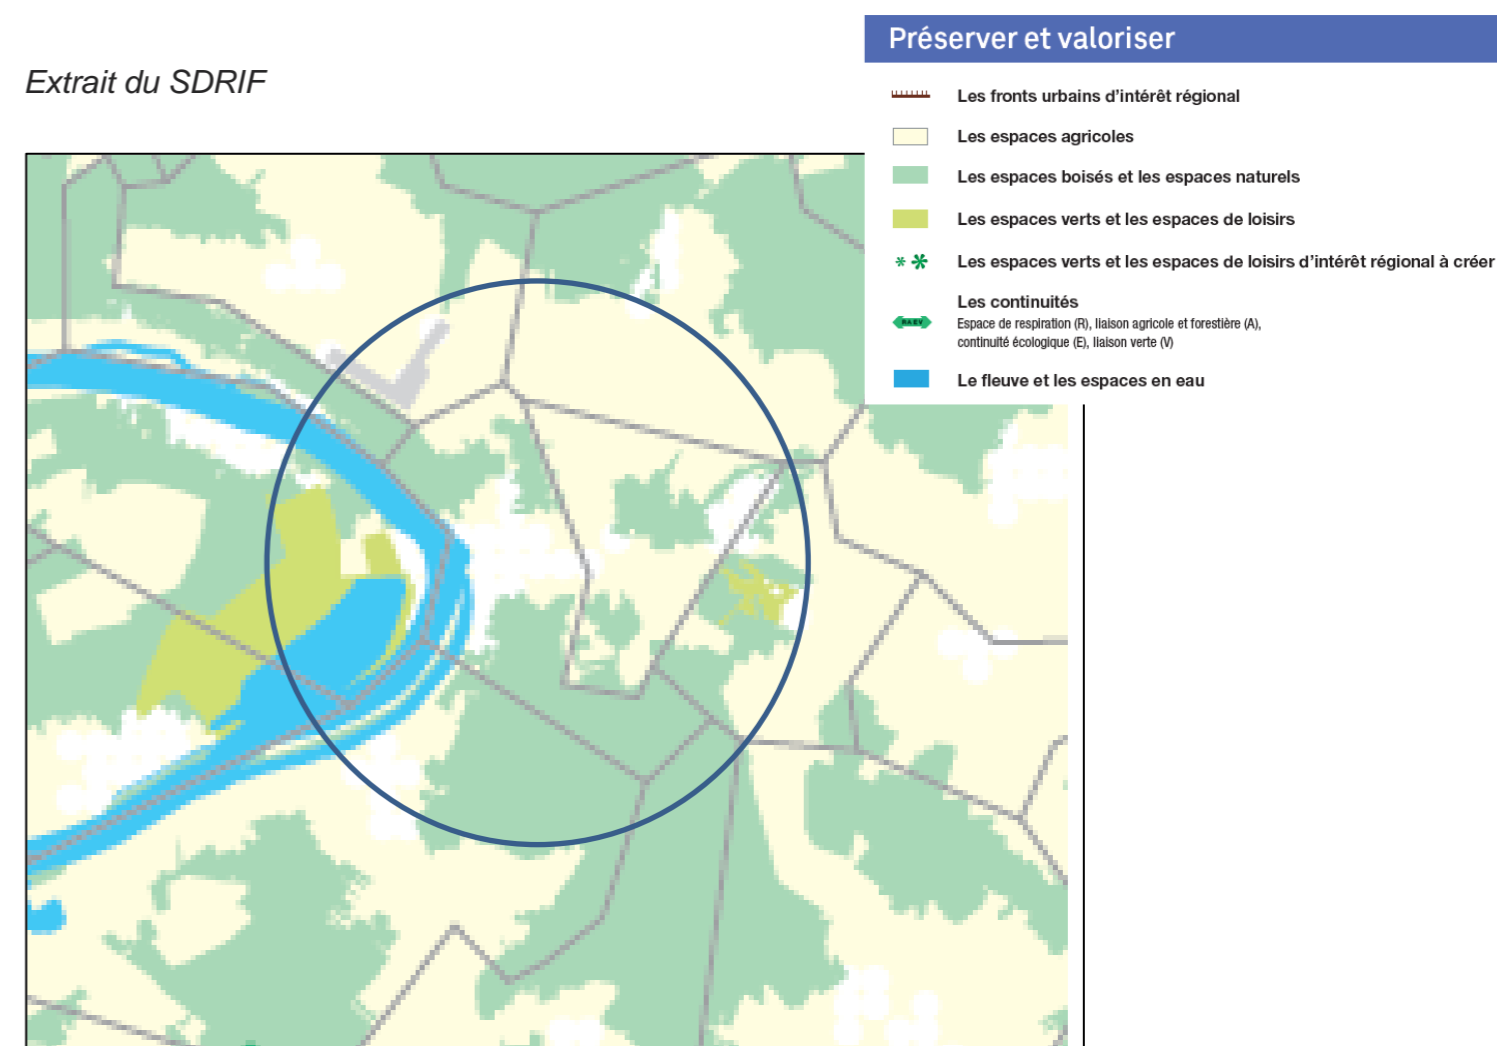 Préserver et valoriser
Extrait du SDRIF
Les fronts urbains d'intérêt régional
Les espaces agricoles
Les espaces boisés et les espaces naturels
Les espaces verts et les espaces de loisirs
Les espaces verts et les espaces de loisirs d'intérêt régional à créer
Les continuités
Espace de respiration (R), liaison agricole et forestière (A),
continuité écologique (E), liaison verte (V)
Le fleuve et les espaces en eau